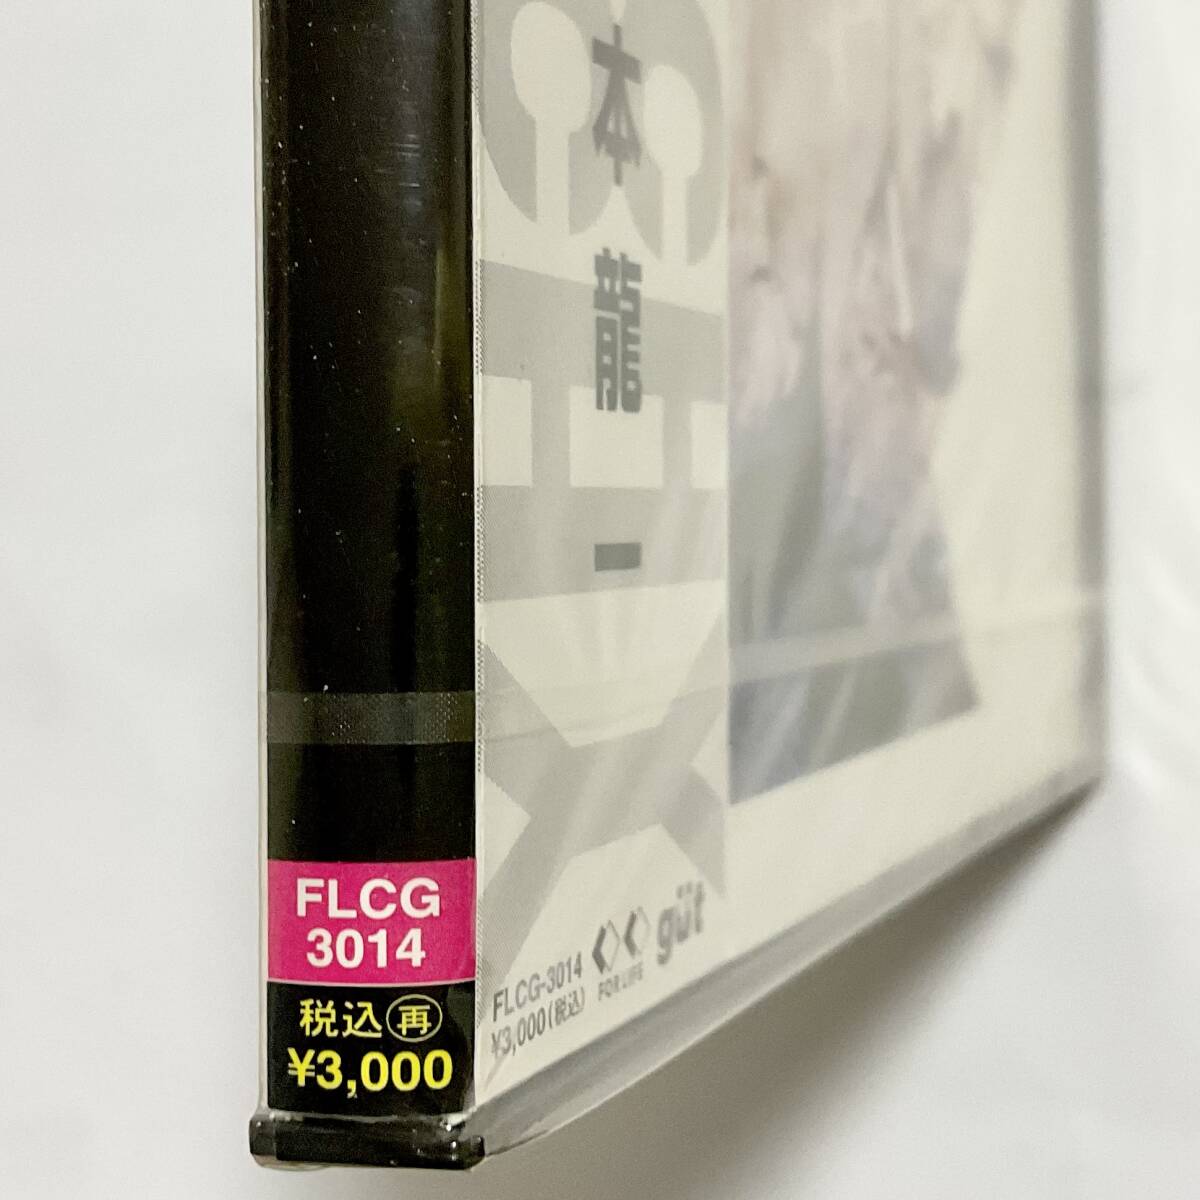 本龍一
FLCG
3014
税込再
¥3,000
FLCG-3014
¥3,000(税込)
FOR LIFE
güt